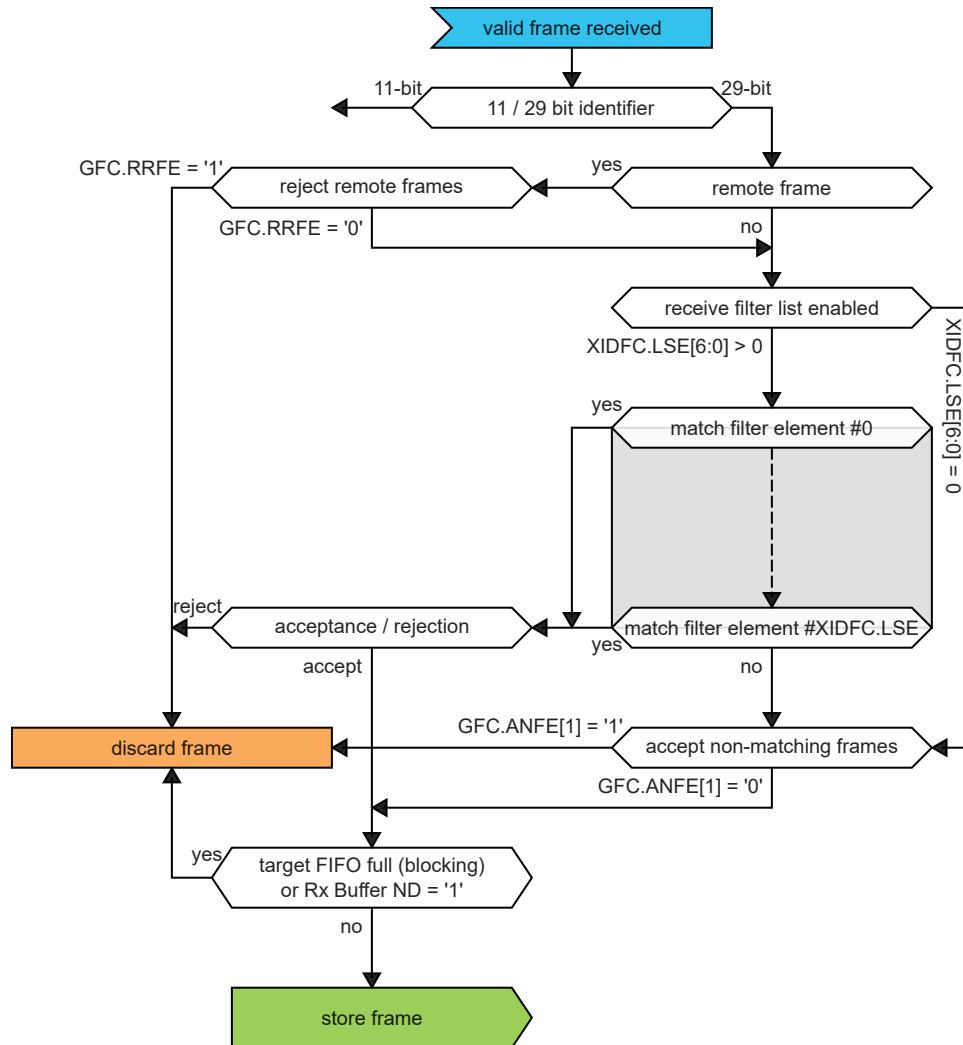 valid frame received
11-bit
29-bit
11 / 29 bit identifier
GFC.RRFE = '1'
yes
reject remote frames
remote frame
GFC.RRFE = '0'
no
receive filter list enabled
XIDFC.LSE[6:0] > 0
XIDFC.LSE[6:0] = 0
yes
match filter element #0
reject
acceptance / rejection
match filter element #XIDFC.LSE
yes
accept
no
GFC.ANFE[1] = '1'
discard frame
accept non-matching frames
GFC.ANFE[1] = '0'
yes
target FIFO full (blocking)
or Rx Buffer ND = '1'
no
store frame